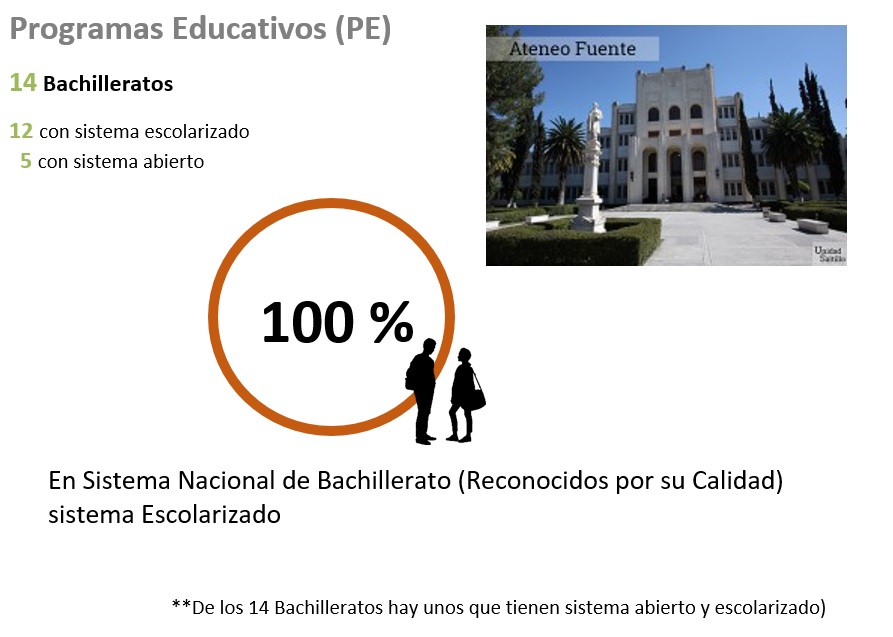 Programas Educativos (PE)
Ateneo Fuente
14 Bachilleratos
12 con sistema escolarizado
5 con sistema abierto
Unidad
Saltillo
100 %
En Sistema Nacional de Bachillerato (Reconocidos por su Calidad)
sistema Escolarizado
**De los 14 Bachilleratos hay unos que tienen sistema abierto y escolarizado)